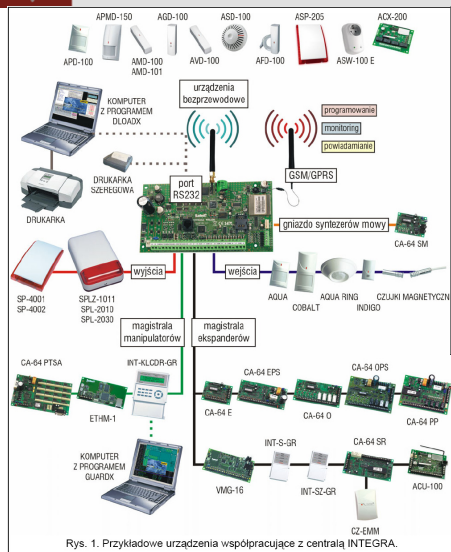 APMD-150
AGD-100
ASD-100
ASP-205
ACX-200
APD-100
AMD-100
AMD-101
AVD-100
AFD-100
ASW-100 E
KOMPUTER
Z PROGRAMEM
DLOADX
urządzenia
bezprzewodowe
programowanie
monitoring
powiadamianie
DRUKARKA
SZEREGOWA
DRUKARKA
port
RS232
GSM/GPRS
gniazdo syntezerów mowy
CA-64 SM
wyjścia
wejścia
SP-4001
SP-4002
SPLZ-1011
SPL-2010
SPL-2030
AQUA
COBALT
AQUA RING
INDIGO
CZUJKI MAGNETYCZN
magistrala
manipulatorów
magistrala
ekspanderów
CA-64 PTSA
INT-KLCDR-GR
ETHM-1
CA-64 E
CA-64 EPS
CA-64 O
CA-64 OPS
CA-64 PP
KOMPUTER
Z PROGRAMEM
GUARDX
VMG-16
INT-S-GR
INT-SZ-GR
CA-64 SR
CZ-EMM
ACU-100
Rys. 1. Przykładowe urządzenia współpracujące z centralą INTEGRA.